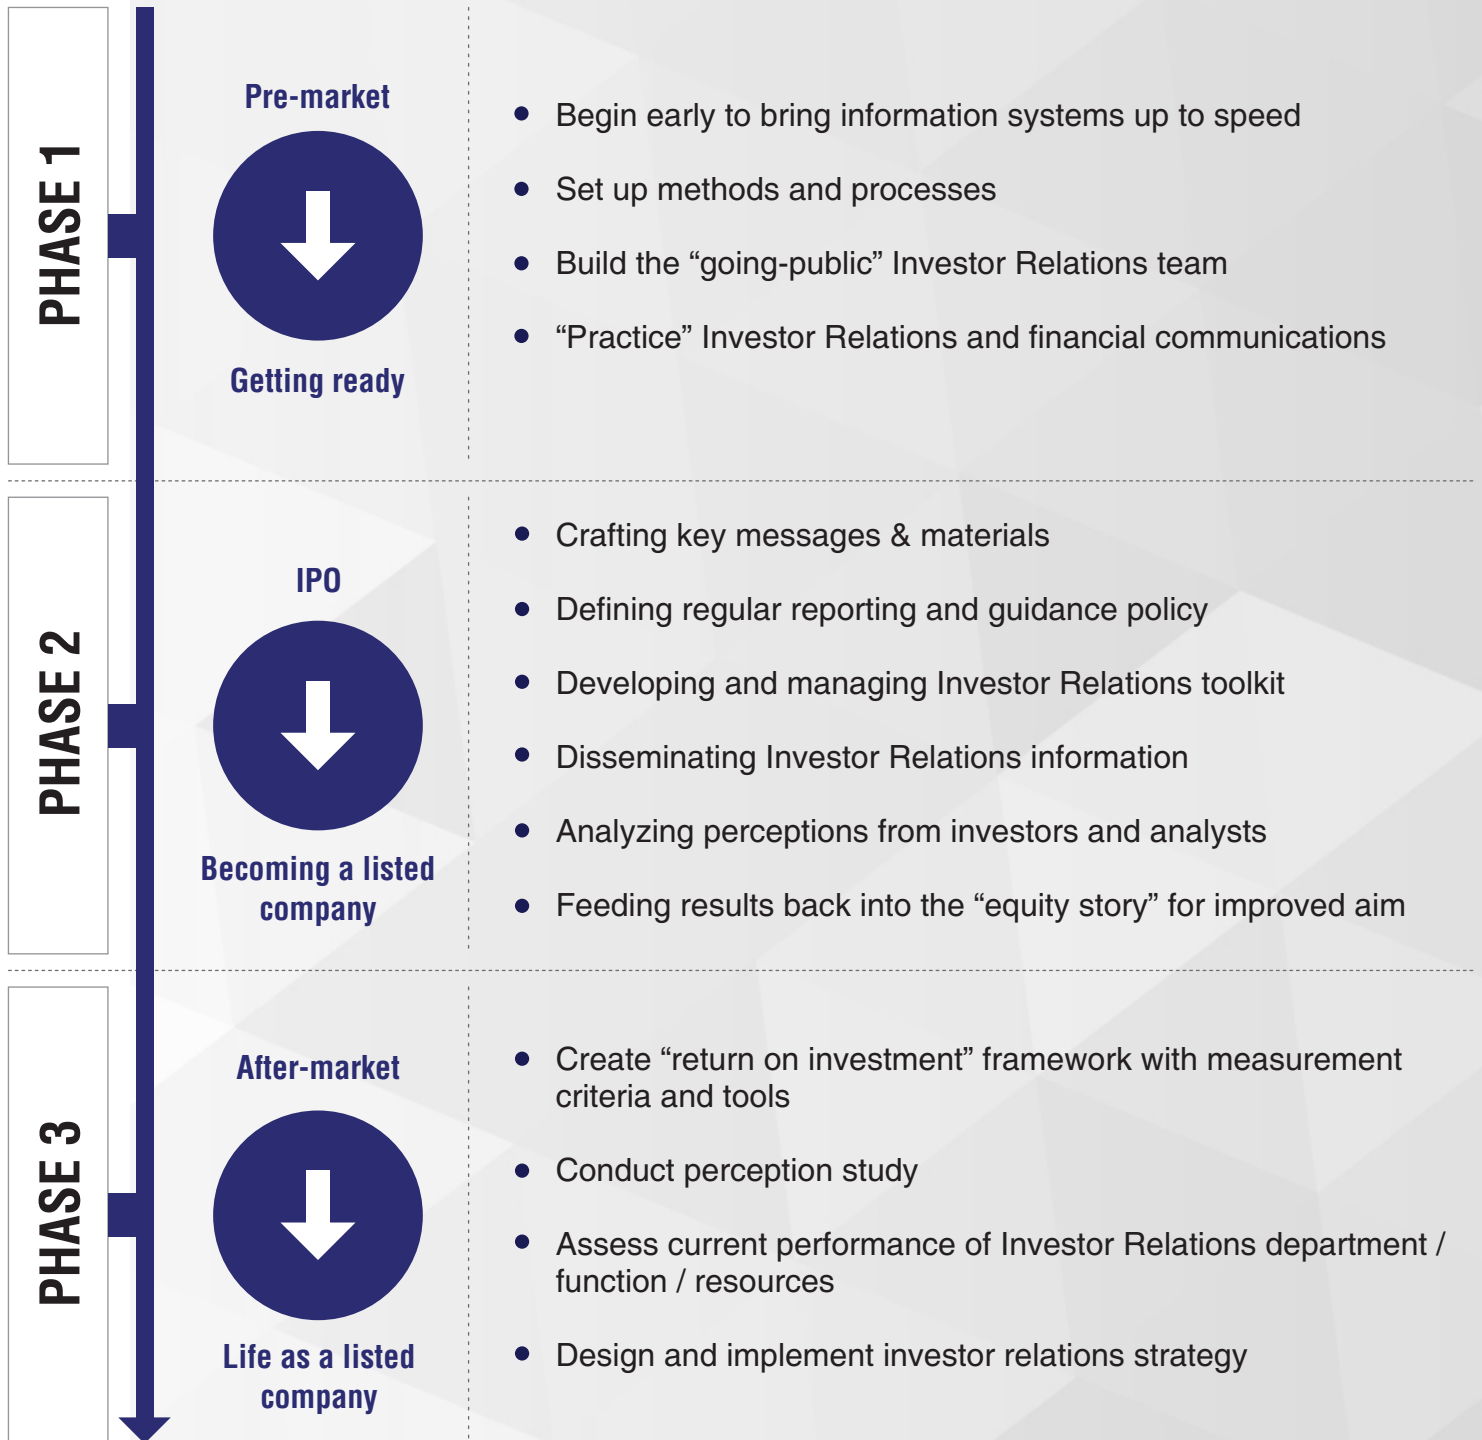 PHASE 1
Pre-market
Getting ready
• Begin early to bring information systems up to speed
• Set up methods and processes
• Build the “going-public” Investor Relations team
• “Practice” Investor Relations and financial communications
PHASE 2
IPO
Becoming a listed
company
• Crafting key messages & materials
• Defining regular reporting and guidance policy
• Developing and managing Investor Relations toolkit
• Disseminating Investor Relations information
• Analyzing perceptions from investors and analysts
• Feeding results back into the “equity story” for improved aim
PHASE 3
After-market
Life as a listed
company
• Create “return on investment” framework with measurement
criteria and tools
• Conduct perception study
• Assess current performance of Investor Relations department /
function / resources
• Design and implement investor relations strategy